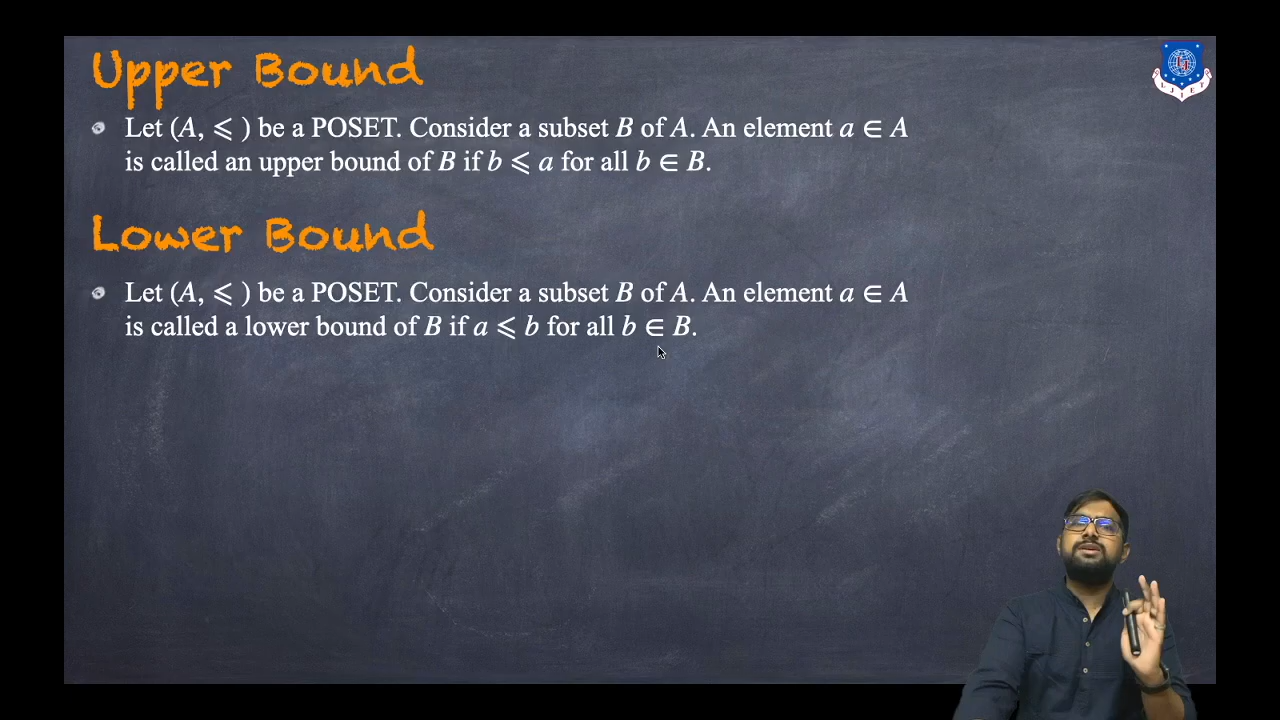 Upper Bound
Let (A, ⩽ ) be a POSET. Consider a subset B of A. An element a ∈ A
is called an upper bound of B if b ⩽ a for all b ∈ B.
Lower Bound
Let (A, ⩽ ) be a POSET. Consider a subset B of A. An element a ∈ A
is called a lower bound of B if a ⩽ b for all b ∈ B.